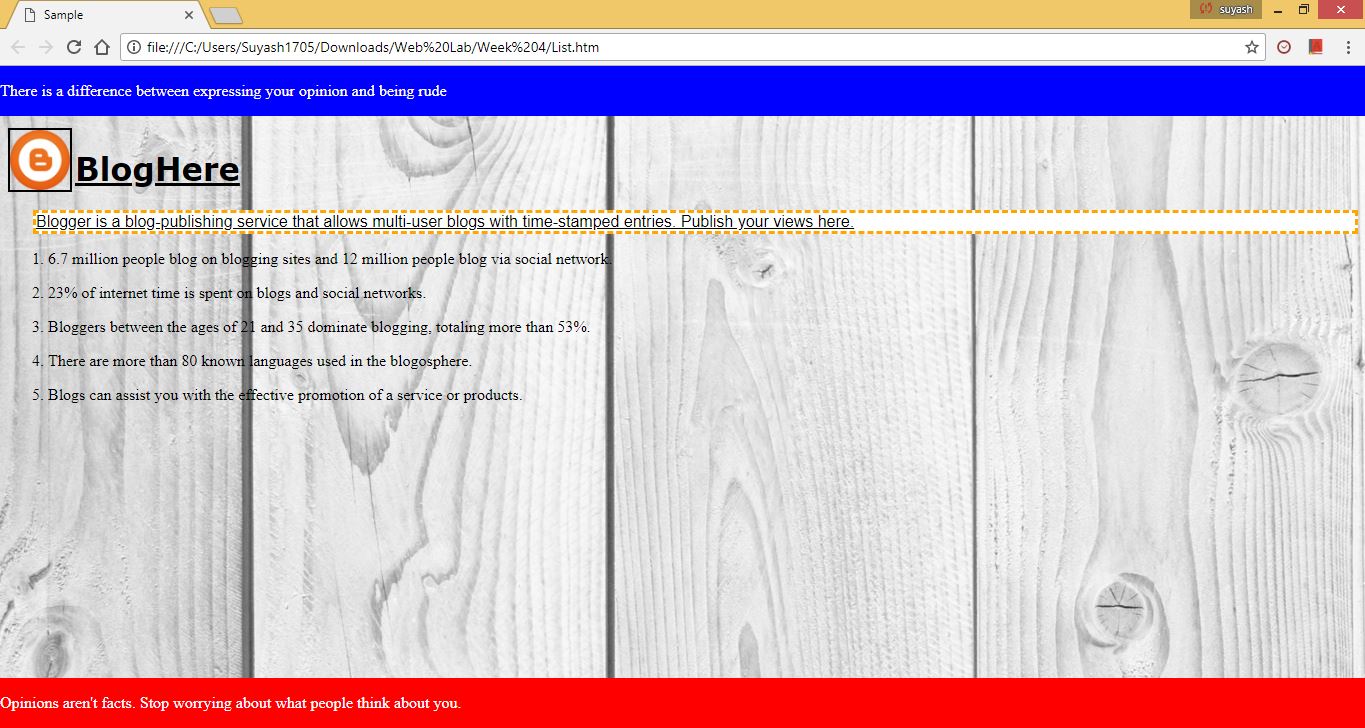 Sample
suyash
file:///C:/Users/Suyash1705/Downloads/Web%20Lab/Week%204/List.htm
There is a difference between expressing your opinion and being rude
BlogHere
Blogger is a blog-publishing service that allows multi-user blogs with time-stamped entries. Publish your views here.
1. 6.7 million people blog on blogging sites and 12 million people blog via social network.
2. 23% of internet time is spent on blogs and social networks.
3. Bloggers between the ages of 21 and 35 dominate blogging, totaling more than 53%.
4. There are more than 80 known languages used in the blogosphere.
5. Blogs can assist you with the effective promotion of a service or products.
Opinions aren't facts. Stop worrying about what people think about you.